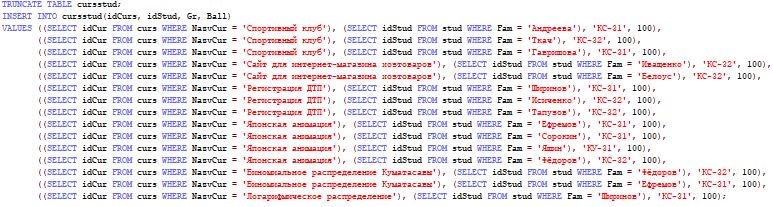 TRUNCATE TABLE cursstud;
INSERT INTO cursstud(idCurs, idStud, Gr, Ball)
VALUES ((SELECT idCur FROM curs WHERE NazvCur = 'Спортивный клуб'), (SELECT idStud FROM stud WHERE Fam = 'Андреева'), 'КС-31', 100),
((SELECT idCur FROM curs WHERE NazvCur = 'Спортивный клуб'), (SELECT idStud FROM stud WHERE Fam = 'Ткач'), 'КС-32', 100),
((SELECT idCur FROM curs WHERE NazvCur = 'Спортивный клуб'), (SELECT idStud FROM stud WHERE Fam = 'Гаврицова'), 'КС-31', 100),
((SELECT idCur FROM curs WHERE NazvCur = 'Сайт для интернет-магазина зоотоваров'), (SELECT idStud FROM stud WHERE Fam = 'Иващенко'), 'КС-32', 100),
((SELECT idCur FROM curs WHERE NazvCur = 'Сайт для интернет-магазина зоотоваров'), (SELECT idStud FROM stud WHERE Fam = 'Белоус'), 'КС-32', 100),
((SELECT idCur FROM curs WHERE NazvCur = 'Регистрация ДТП'), (SELECT idStud FROM stud WHERE Fam = 'Ширинов'), 'КС-31', 100),
((SELECT idCur FROM curs WHERE NazvCur = 'Регистрация ДТП'), (SELECT idStud FROM stud WHERE Fam = 'Исиченко'), 'КС-32', 100),
((SELECT idCur FROM curs WHERE NazvCur = 'Регистрация ДТП'), (SELECT idStud FROM stud WHERE Fam = 'Тапузов'), 'КС-32', 100),
((SELECT idCur FROM curs WHERE NazvCur = 'Японская анимация'), (SELECT idStud FROM stud WHERE Fam = 'Ефремов'), 'КС-31', 100),
((SELECT idCur FROM curs WHERE NazvCur = 'Японская анимация'), (SELECT idStud FROM stud WHERE Fam = 'Сорокин'), 'КС-31', 100),
((SELECT idCur FROM curs WHERE NazvCur = 'Японская анимация'), (SELECT idStud FROM stud WHERE Fam = 'Яшин'), 'КУ-31', 100),
((SELECT idCur FROM curs WHERE NazvCur = 'Японская анимация'), (SELECT idStud FROM stud WHERE Fam = 'Фёдоров'), 'КС-32', 100),
((SELECT idCur FROM curs WHERE NazvCur = 'Биномиальное распределение Куматасавы'), (SELECT idStud FROM stud WHERE Fam = 'Фёдоров'), 'КС-32', 100),
((SELECT idCur FROM curs WHERE NazvCur = 'Биномиальное распределение Куматасавы'), (SELECT idStud FROM stud WHERE Fam = 'Ефремов'), 'КС-31', 100),
((SELECT idCur FROM curs WHERE NazvCur = 'Логарифмическое распределение'), (SELECT idStud FROM stud WHERE Fam = 'Ширинов'), 'КС-31', 100);